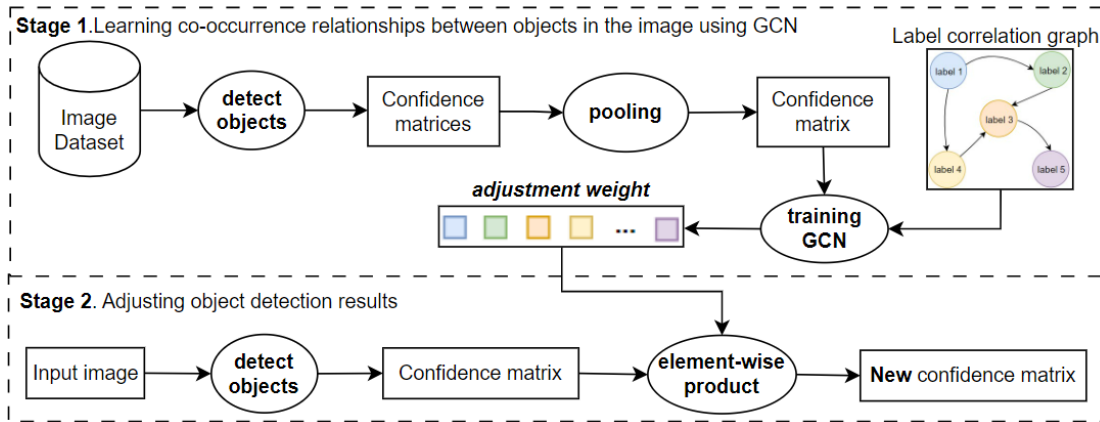 Stage 1.Learning co-occurrence relationships between objects in the image using GCN
Label correlation graph
label 1
label 2
label 3
label 4
label 5
Image
Dataset
detect
objects
Confidence
matrices
pooling
Confidence
matrix
adjustment weight
...
training
GCN
Stage 2. Adjusting object detection results
Input image
detect
objects
Confidence matrix
element-wise
product
New confidence matrix